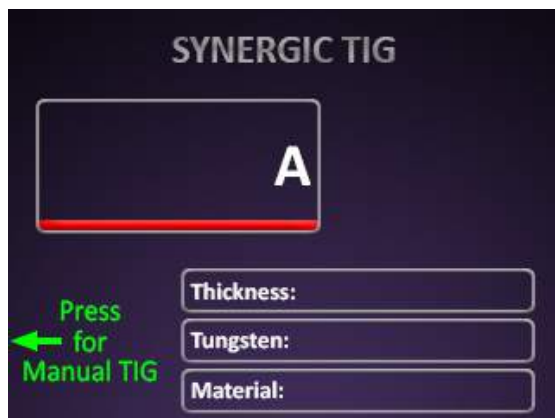 SYNERGIC TIG
A
Thickness:
Press
for
Manual TIG
Tungsten:
Material: